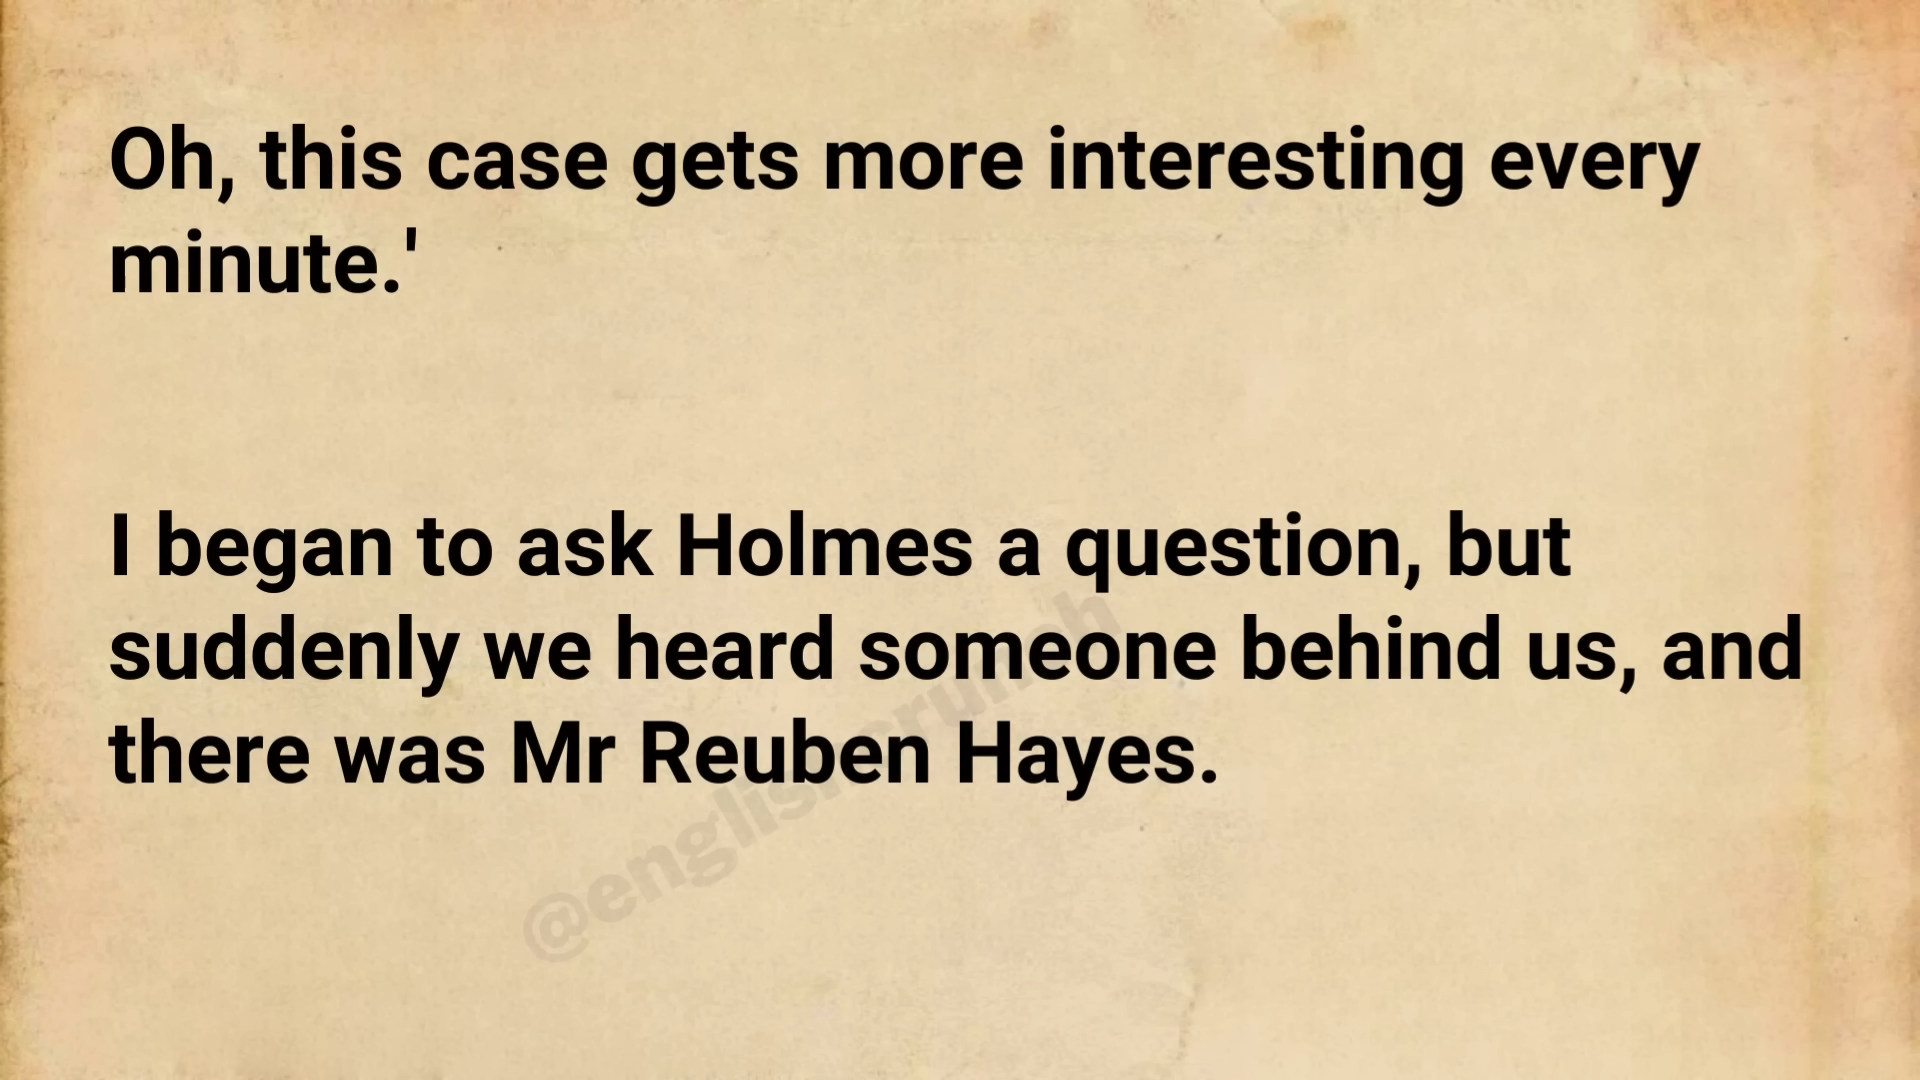 Oh, this case gets more interesting every
minute.'
I began to ask Holmes a question, but
suddenly we heard someone behind us, and
there was Mr Reuben Hayes.
@englishcrunch